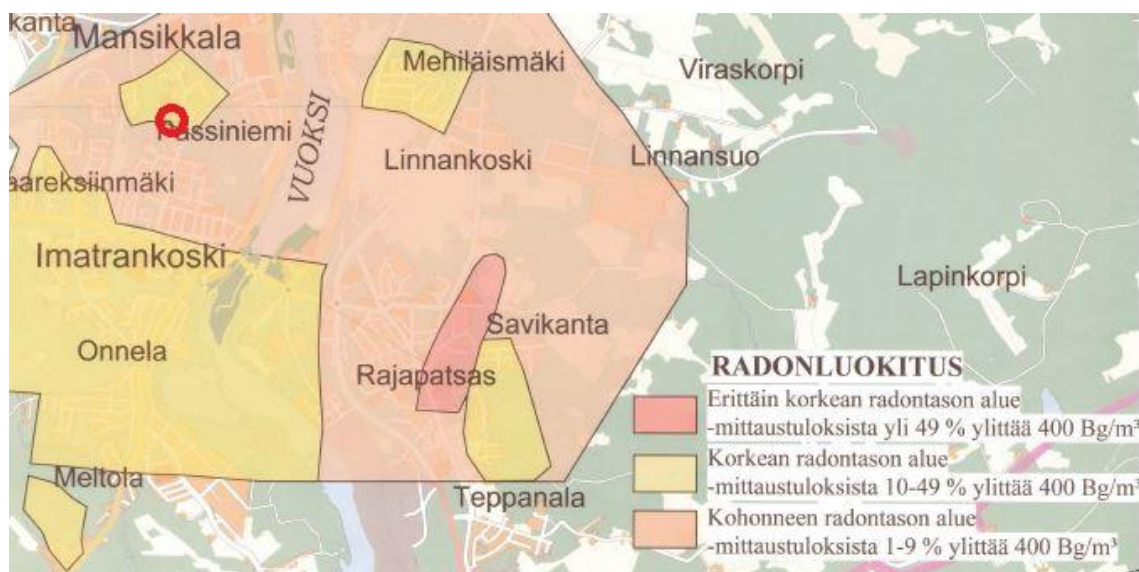 kanta
Mansikkala
Mehiläismäki
Viraskorpi
Passiniemi
VUOKSI
Linnankoski
Linnansuo
aareksiinmäki
Imatrankoski
Lapinkorpi
Savikanta
Onnela
Rajapatsas
Meltola
Teppanala
RADONLUOKITUS
Erittäin korkean radontason alue
-mittaustuloksista yli 49 % ylittää 400 Bg/m³
Korkean radontason alue
-mittaustuloksista 10-49 % ylittää 400 Bg/m³
Kohonneen radontason alue
-mittaustuloksista 1-9 % ylittää 400 Bg/m³